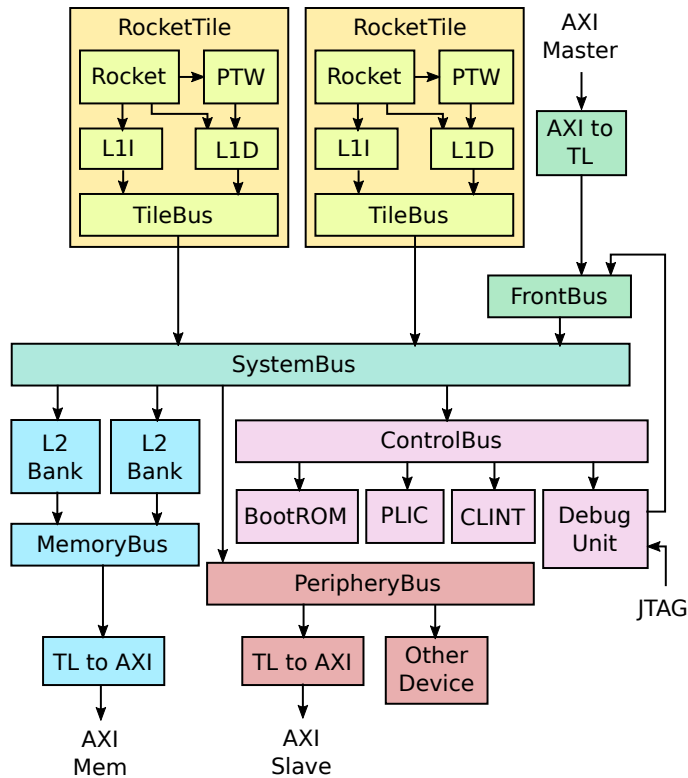 RocketTile
Rocket
PTW
L1I
L1D
TileBus
RocketTile
Rocket
PTW
L1I
L1D
TileBus
AXI
Master
AXI to
TL
FrontBus
SystemBus
L2
Bank
L2
Bank
MemoryBus
TL to AXI
AXI
Mem
ControlBus
BootROM
PLIC
CLINT
Debug
Unit
JTAG
PeripheryBus
TL to AXI
AXI
Slave
Other
Device